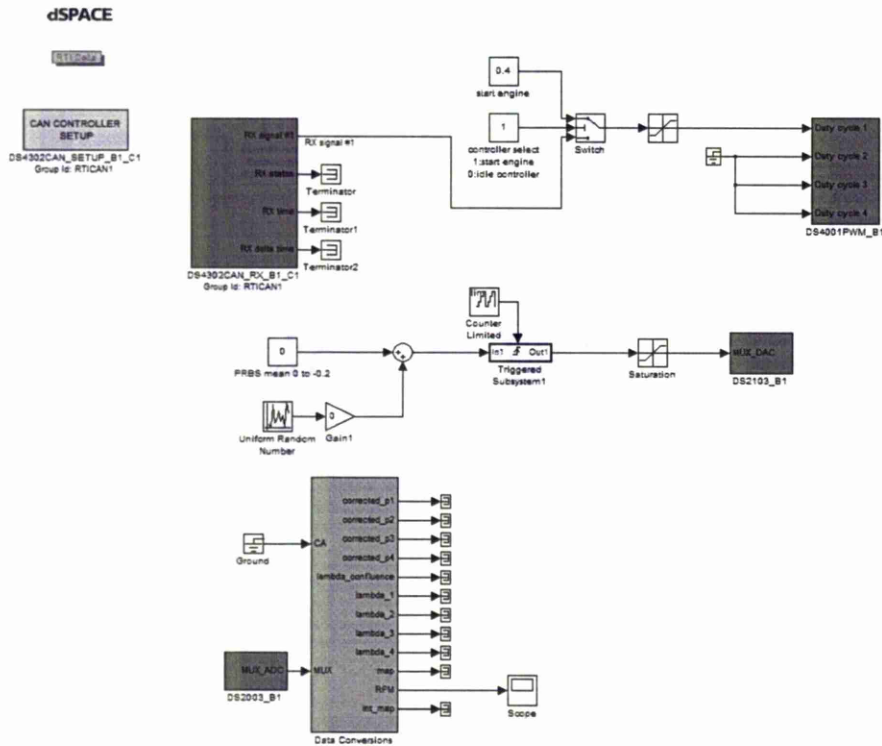 dSPACE
RTI Data
CAN CONTROLLER
SETUP
DS4302CAN_SETUP_B1_C1
Group Id: RTICAN1
RX signal #1
RX status
RX time
RX delta time
DS4302CAN_RX_B1_C1
Group Id: RTICAN1
RX signal #1
Terminator
Terminator1
Terminator2
0.4
start engine
1
controller select
1:start engine
0:idle controller
Switch
Duty cycle 1
Duty cycle 2
Duty cycle 3
Duty cycle 4
DS4001PWM_B1
0
PRBS mean 0 to -0.2
Uniform Random
Number
0
Gain1
Counter
Limited
In1
Out1
Triggered
Subsystem1
Saturation
MUX_DAC
DS2103_B1
Ground
CA
MUX_ADC
DS2003_B1
MUX
corrected_p1
corrected_p2
corrected_p3
corrected_p4
lambda_confluence
lambda_1
lambda_2
lambda_3
lambda_4
map
RPM
int_map
Data Conversions
Scope